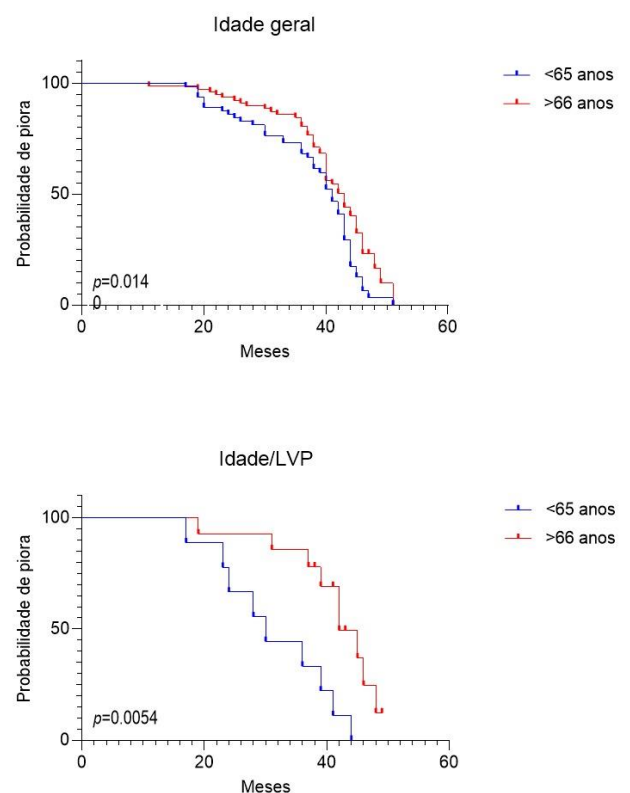 Idade geral
<65 anos
>66 anos
100
50
0
Probabilidade de piora
p=0.014
0
0
20
40
60
Meses
Idade/LVP
<65 anos
>66 anos
100
50
0
Probabilidade de piora
p=0.0054
0
20
40
60
Meses